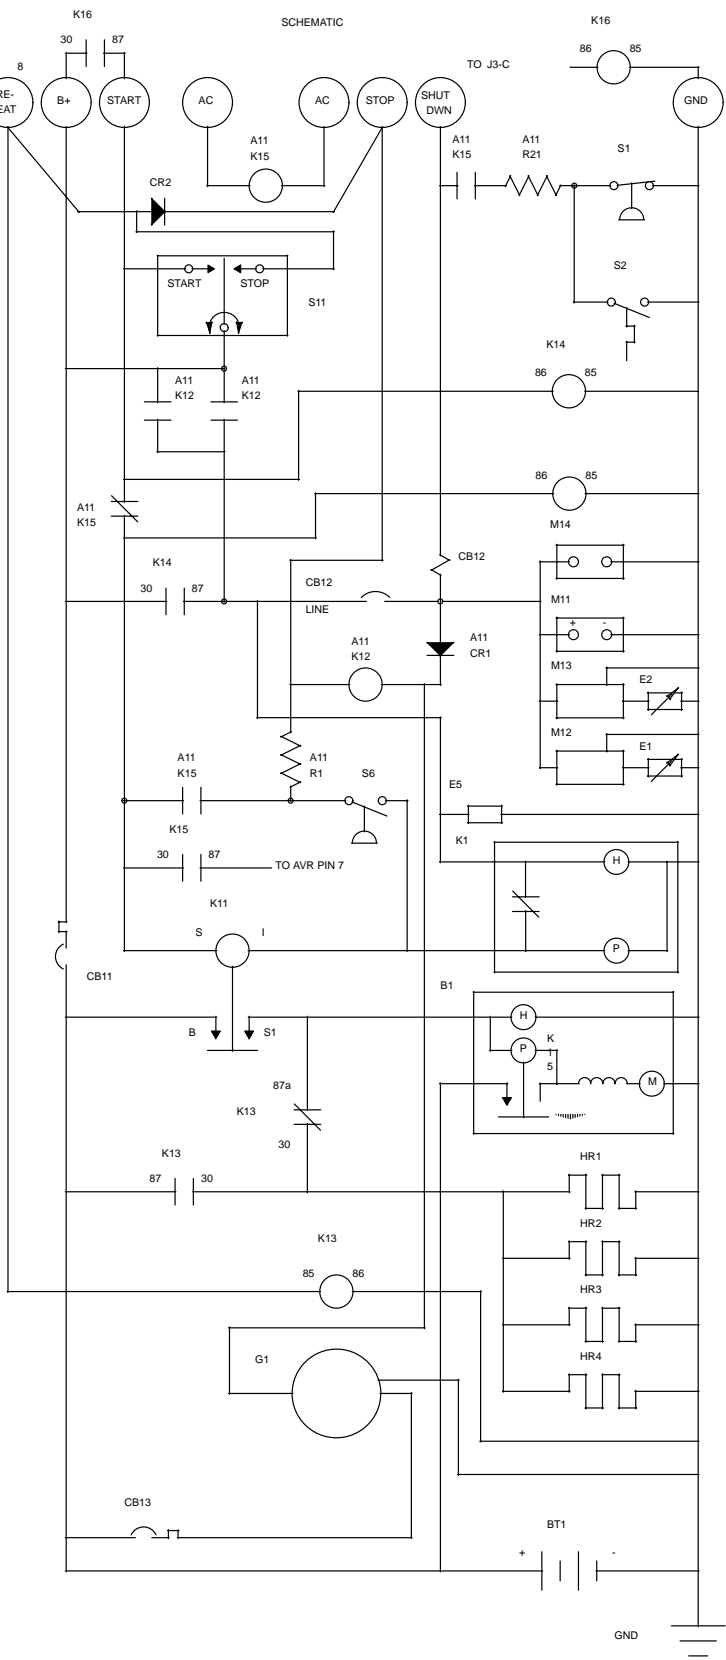 K16
SCHEMATIC
K16
30 87
86 85
8
TO J3-C
RE-
EAT
B+
START
AC
AC
STOP
SHUT
DWN
GND
A11
K15
A11
K15
A11
R21
S1
CR2
S2
START
STOP
S11
K14
A11
K12
A11
K12
86 85
86 85
A11
K15
M14
K14
CB12
30 87
CB12
LINE
M11
+ -
A11
K12
A11
CR1
M13
E2
M12
E1
A11
K15
A11
R1
S6
E5
K15
K1
30 87
TO AVR PIN 7
H
K11
S I
P
CB11
B1
B S1
H
P
K
1
5
M
87a
K13
30
K13
87 30
HR1
HR2
K13
85 86
HR3
G1
HR4
CB13
BT1
+ -
GND